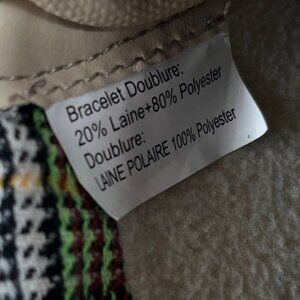 Bracelet Doublure:
20% Laine+80% Polyester
Doublure:
LAINE POLAIRE 100% Polyester